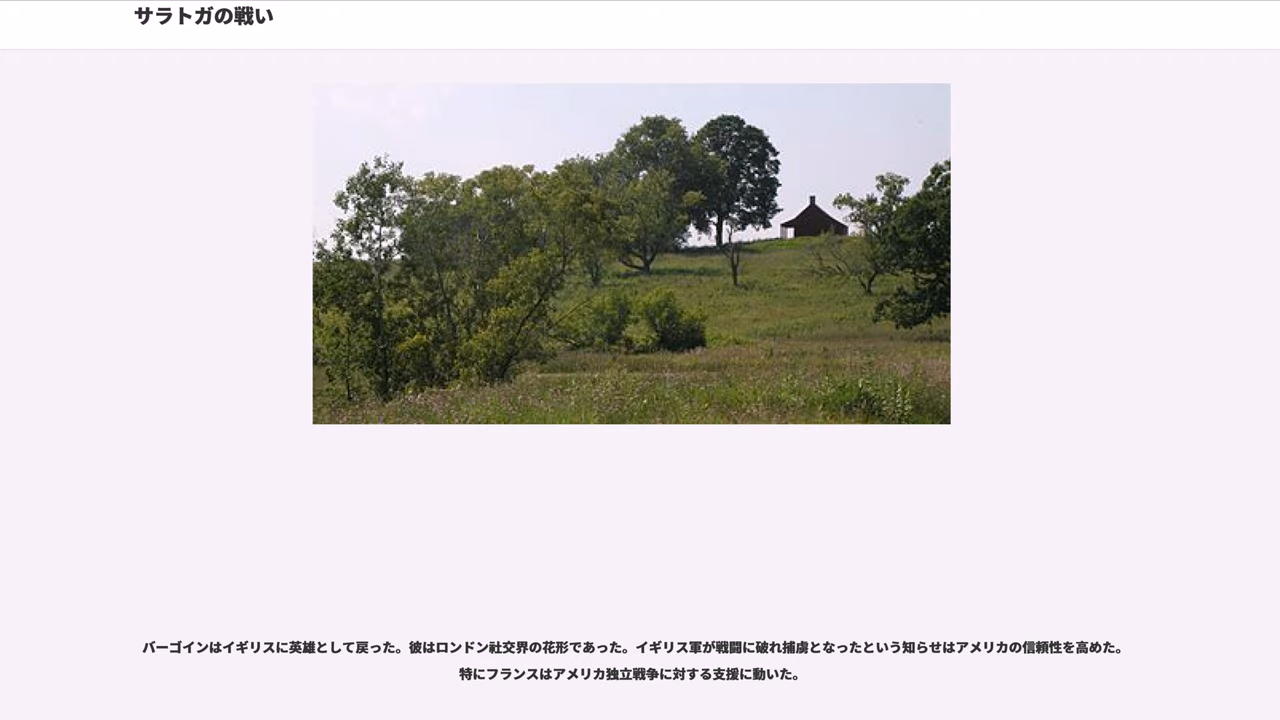 サラトガの戦い
バーゴインはイギリスに英雄として戻った。彼はロンドン社交界の花形であった。イギリス軍が戦闘に破れ捕虜となったという知らせはアメリカの信頼性を高めた。
特にフランスはアメリカ独立戦争に対する支援に動いた。